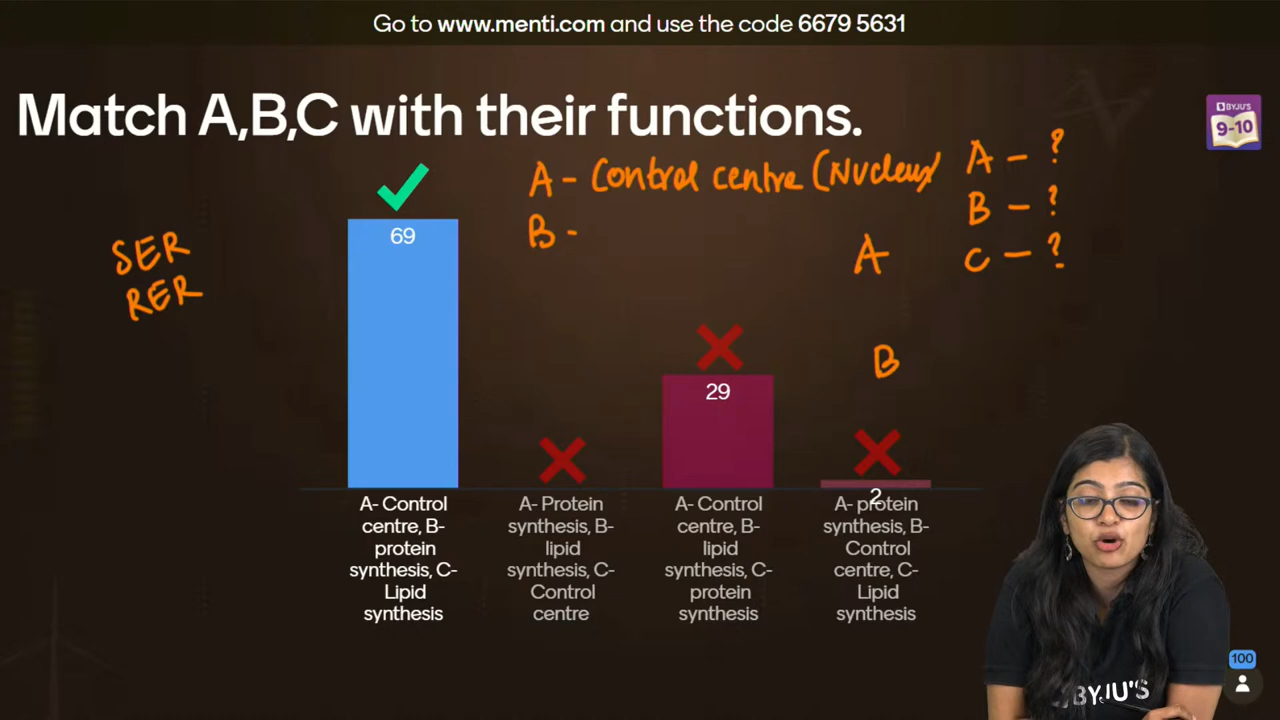 Go to www.menti.com and use the code 6679 5631
Match A,B,C with their functions.
BYJU'S
9-10
A - Control centre (Nucleus)
B -
A - ?
B - ?
C - ?
SER
RER
A
B
69
29
2
A- Control
centre, B-
protein
synthesis, C-
Lipid
synthesis
A- Protein
synthesis, B-
lipid
synthesis, C-
Control
centre
A- Control
centre, B-
lipid
synthesis, C-
protein
synthesis
A- protein
synthesis, B-
Control
centre, C-
Lipid
synthesis
BYJU'S
100